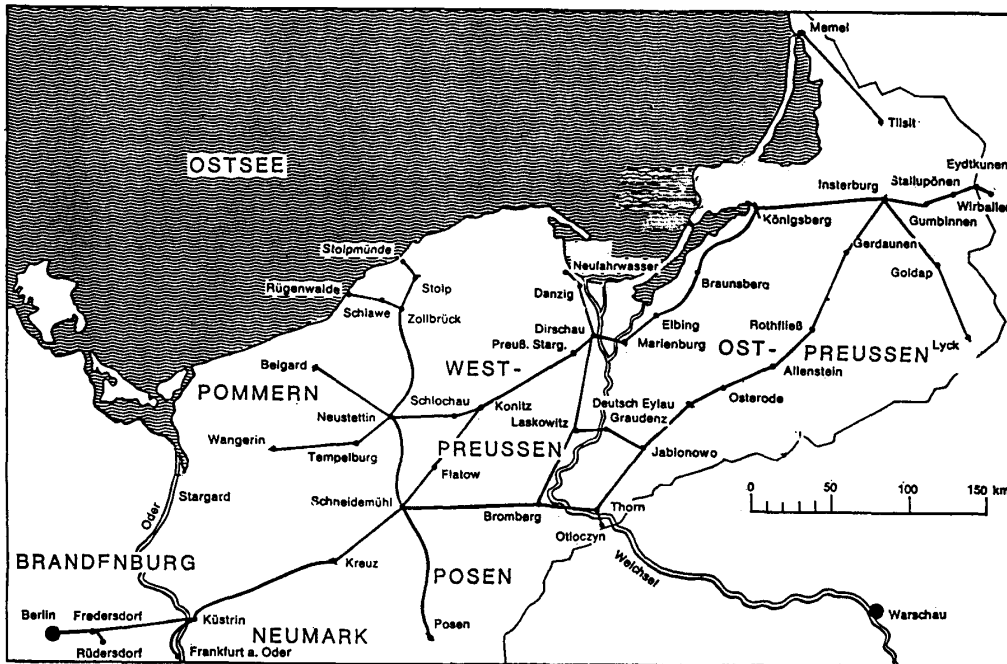 Memel
Tilsit
OSTSEE
Eydtkunen
Insterburg
Stallupönen
Wirballen
Königsberg
Gumbinnen
Stolpmünde
Gerdaunen
Neufahrwasser
Goldap
Rügenwalde
Stolp
Danzig
Braunsberg
Schlawe
Zollbrück
Elbing
Dirschau
Rothfließ
Preuß. Starg.
Marienburg
OST-
PREUSSEN
Lyck
Belgard
WEST-
Allenstein
POMMERN
Schlochau
Konitz
Deutsch Eylau
Osterode
Neustettin
Graudenz
Laskowitz
Wangerin
PREUSSEN
Jablonowo
Tempelburg
Flatow
0 50 100 150 km
Stargard
Schneidemühl
Oder
Bromberg
Thorn
Otloczyn
BRANDFNBURG
Kreuz
Weichsel
POSEN
Berlin
Fredersdorf
Küstrin
Warschau
NEUMARK
Posen
Rüdersdorf
Frankfurt a. Oder